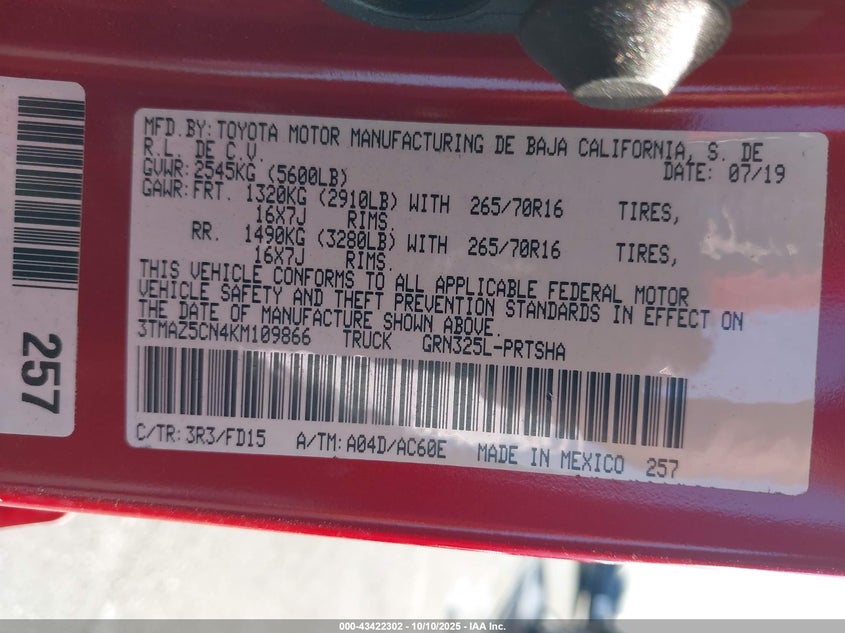 257
MFD.BY: TOYOTA MOTOR MANUFACTURING DE BAJA CALIFORNIA, S. DE
R.L. DE C.V.
DATE: 07/19
GVWR: 2545KG (5600LB)
GAWR: FRT. 1320KG (2910LB) WITH 265/70R16 TIRES,
16X7J RIMS.
RR. 1490KG (3280LB) WITH 265/70R16 TIRES,
16X7J RIMS.
THIS VEHICLE CONFORMS TO ALL APPLICABLE FEDERAL MOTOR
VEHICLE SAFETY AND THEFT PREVENTION STANDARDS IN EFFECT ON
THE DATE OF MANUFACTURE SHOWN ABOVE.
3TMAZ5CN4KM109866 TRUCK GRN325L-PRTSHA
C/TR: 3R3/FD15 A/TM: A04D/AC60E MADE IN MEXICO 257
000-43422302 - 10/10/2025 - IAA Inc.